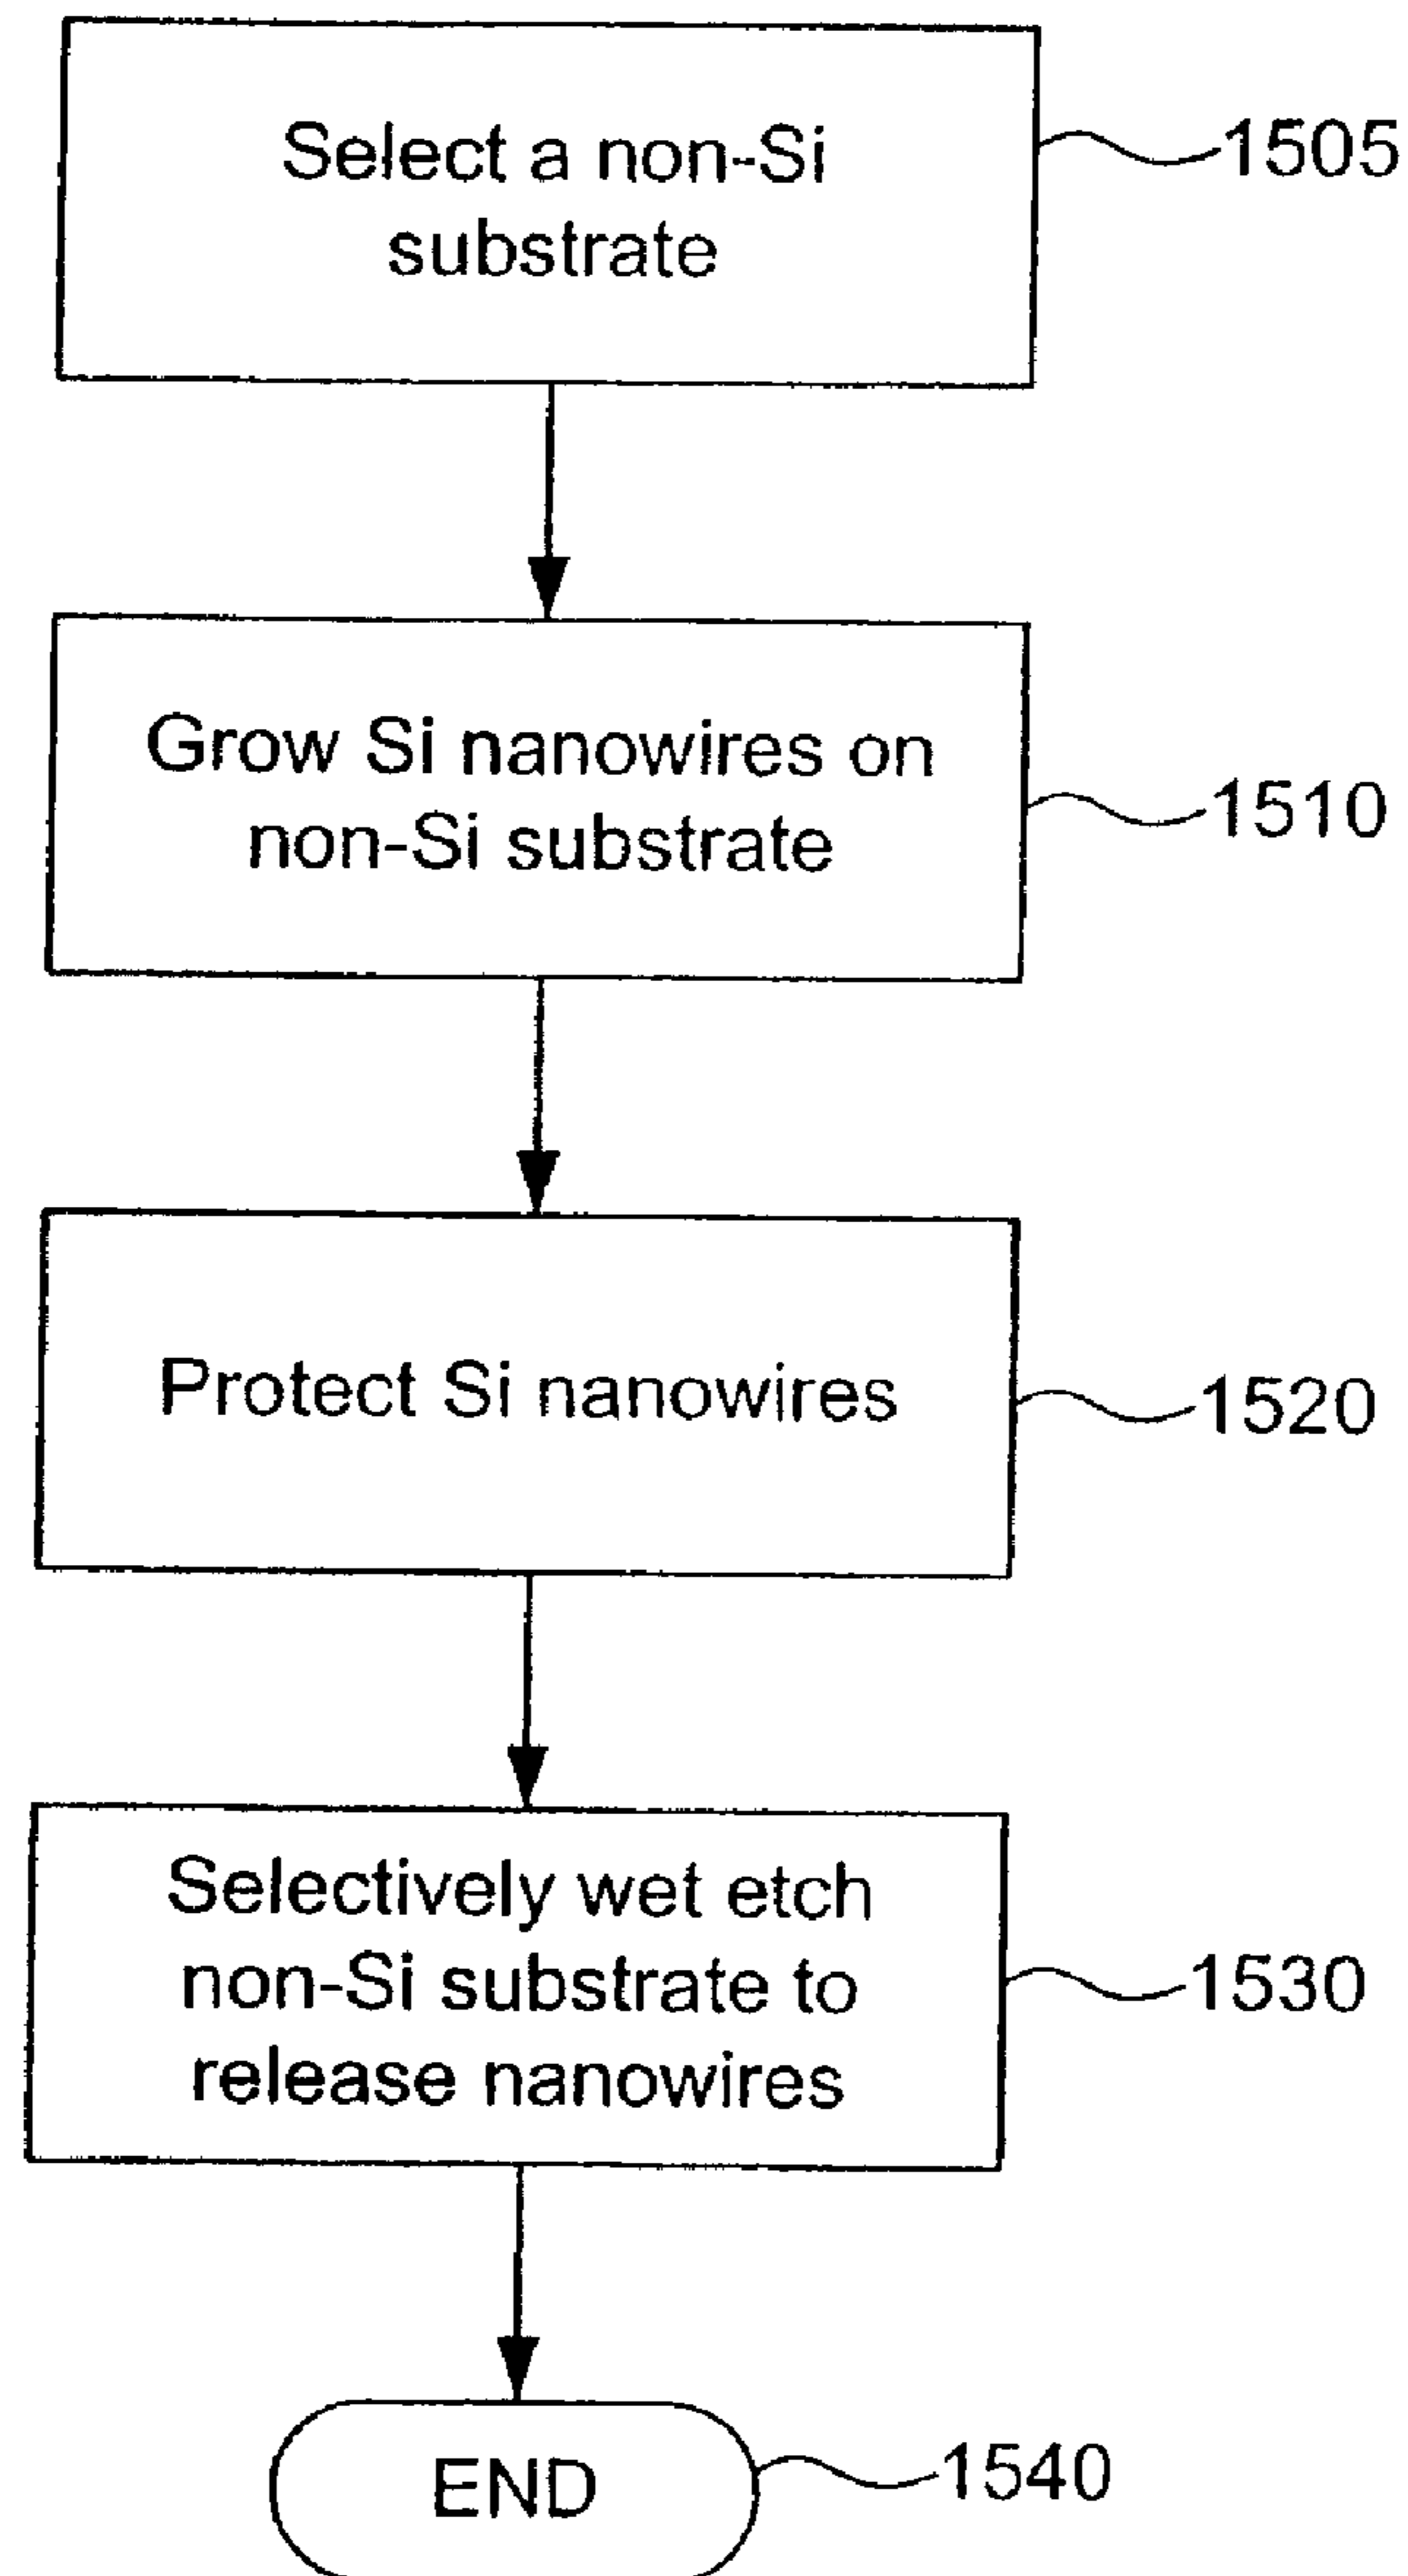 Select a non-Si
substrate
1505
Grow Si nanowires on
non-Si substrate
1510
Protect Si nanowires
1520
Selectively wet etch
non-Si substrate to
release nanowires
1530
END
1540